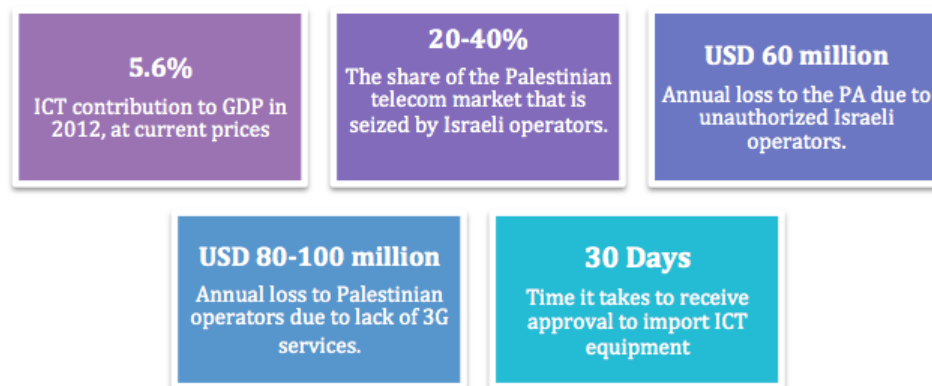 5.6%
ICT contribution to GDP in
2012, at current prices
20-40%
The share of the Palestinian
telecom market that is
seized by Israeli operators.
USD 60 million
Annual loss to the PA due to
unauthorized Israeli
operators.
USD 80-100 million
Annual loss to Palestinian
operators due to lack of 3G
services.
30 Days
Time it takes to receive
approval to import ICT
equipment